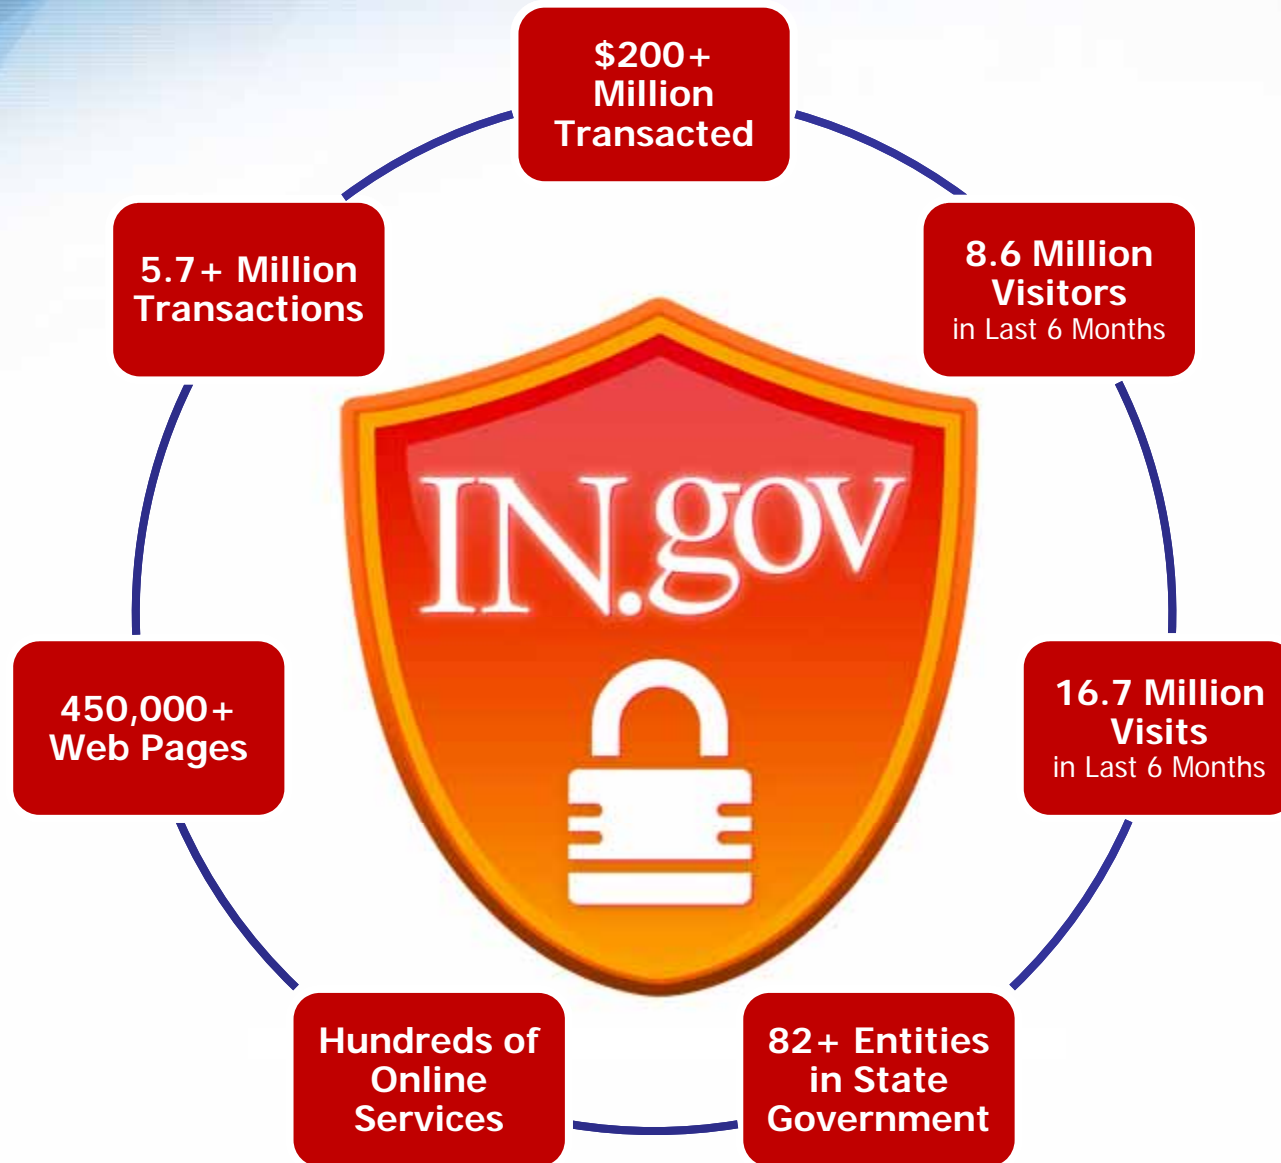 $200+
Million
Transacted
8.6 Million
Visitors
in Last 6 Months
16.7 Million
Visits
in Last 6 Months
82+ Entities
in State
Government
Hundreds of
Online
Services
450,000+
Web Pages
5.7+ Million
Transactions
IN.gov